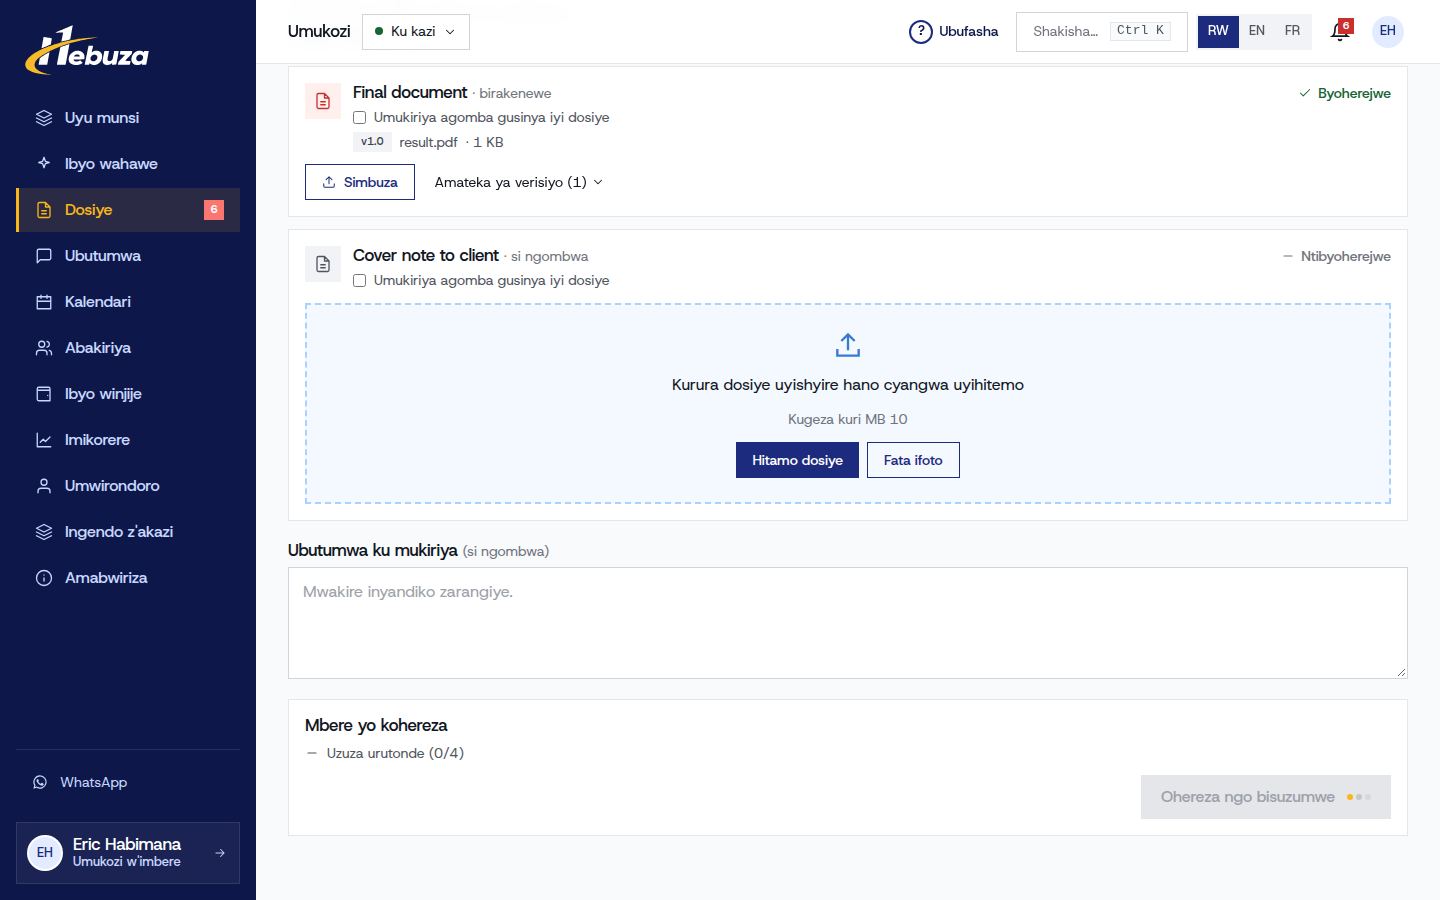 Hebuza
Uyu munsi
Ibyo wahawe
Dosiye 6
Ubutumwa
Kalendari
Abakiriya
Ibyo winjije
Imikorere
Umwirondoro
Ingendo z'akazi
Amabwiriza
WhatsApp
EH
Eric Habimana
Umukozi w'imbere
Umukozi
Ku kazi
? Ubufasha
Shakisha... Ctrl K
RW EN FR
6
EH
Final document · birakenewe
Byoherejwe
Umukiriya agomba gusinya iyi dosiye
v1.0 result.pdf · 1 KB
Simbuza
Amateka ya verisiyo (1)
Cover note to client · si ngombwa
Ntibyoherejwe
Umukiriya agomba gusinya iyi dosiye
Kurura dosiye uyishyire hano cyangwa uyihitemo
Kugeza kuri MB 10
Hitamo dosiye
Fata ifoto
Ubutumwa ku mukiriya (si ngombwa)
Mwakire inyandiko zarangiye.
Mbere yo kohereza
Uzuza urutonde (0/4)
Ohereza ngo bisuzumwe